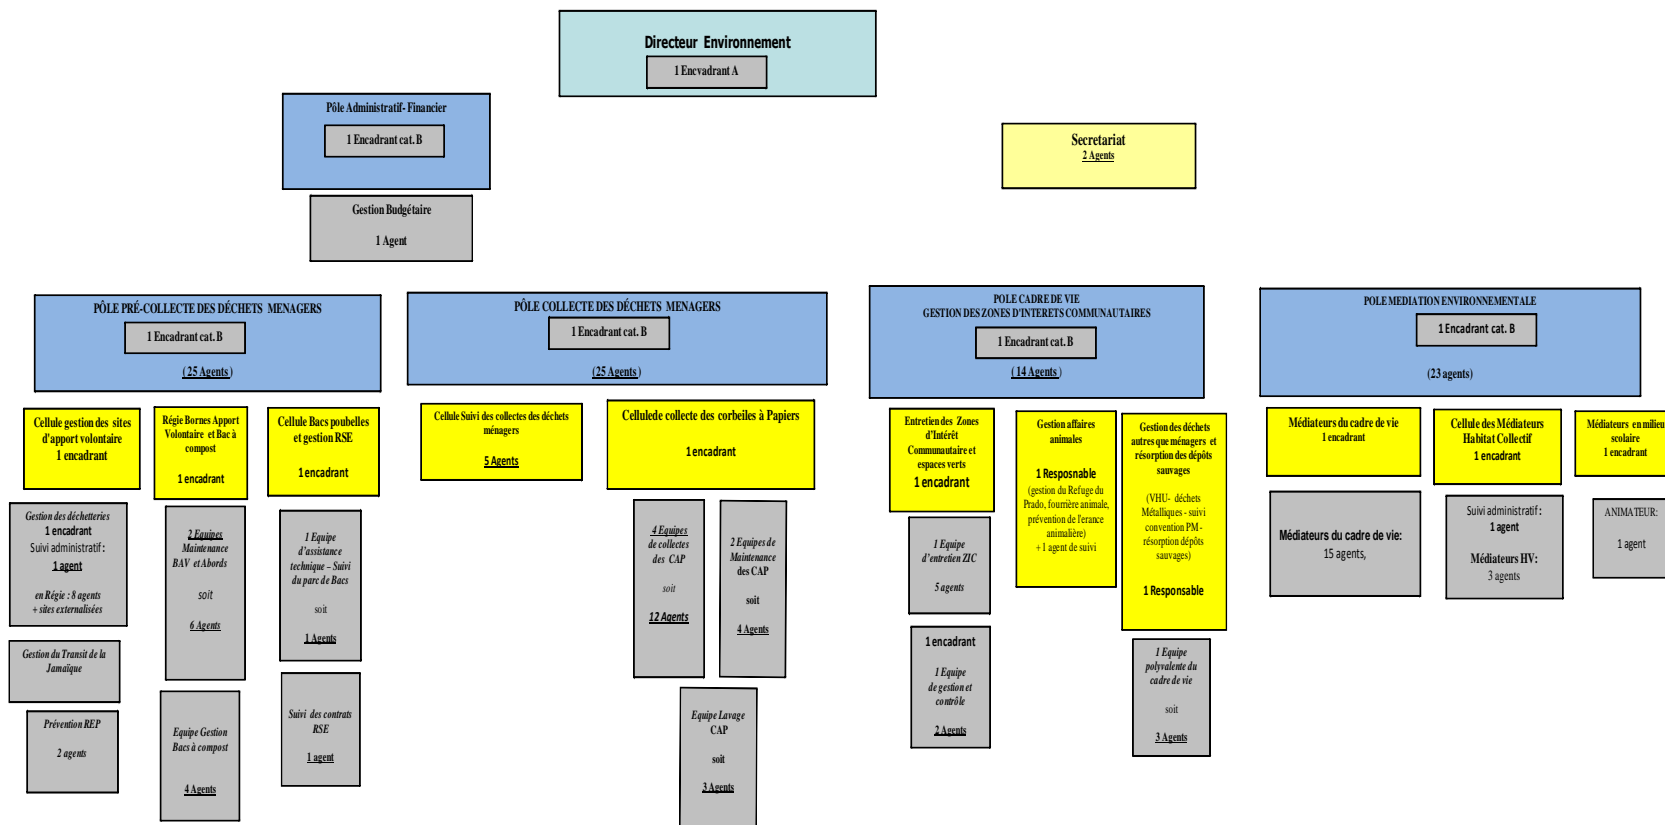 Directeur Environnement
1 Encvadrant A
Pôle Administratif- Financier
1 Encadrant cat. B
Secretariat
2 Agents
Gestion Budgétaire
1 Agent
PÔLE PRÉ-COLLECTE DES DÉCHETS MENAGERS
1 Encadrant cat. B
( 25 Agents )
PÔLE COLLECTE DES DÉCHETS MENAGERS
1 Encadrant cat. B
(25 Agents )
POLE CADRE DE VIE
GESTION DES ZONES D'INTERETS COMMUNAUTAIRES
1 Encadrant cat. B
( 14 Agents )
POLE MEDIATION ENVIRONNEMENTALE
1 Encadrant cat. B
(23 agents)
Cellule gestion des sites
d'apport volontaire
1 encadrant
Régie Bornes Apport
Volontaire et Bac à
compost
1 encadrant
Cellule Bacs poubelles
et gestion RSE
1 encadrant
Cellule Suivi des collectes des déchets
ménagers
5 Agents
Cellulede collecte des corbeiles à Papiers
1 encadrant
Entretien des Zones
d'Intérêt
Communautaire et
espaces verts
1 encadrant
Gestion affaires
animales
1 Resposnable
(gestion du Refuge du
Prado, fourrière animale,
prévention de l'erance
animalière)
+ 1 agent de suivi
Gestion des déchets
autres que ménagers et
résorption des dépôts
sauvages
(VHU- déchets
Métalliques - suivi
convention PM -
résorption dépôts
sauvages)
1 Responsable
Médiateurs du cadre de vie
1 encadrant
Cellule des Médiateurs
Habitat Collectif
1 encadrant
Médiateurs en milieu
scolaire
1 encadrant
Gestion des déchetteries
1 encadrant
Suivi administratif :
1 agent
en Régie : 8 agents
+ sites externalisées
2 Equipes
Maintenance
BAV et Abords
soit
6 Agents
1 Equipe
d'assistance
technique – Suivi
du parc de Bacs
soit
1 Agents
4 Equipes
de collectes
des CAP
soit
12 Agents
2 Equipes de
Maintenance
des CAP
soit
4 Agents
1 Equipe
d'entretien ZIC
5 agents
Médiateurs du cadre de vie:
15 agents,
Suivi administratif :
1 agent
Médiateurs HV:
3 agents
ANIMATEUR:
1 agent
Gestion du Transit de la
Jamaïque
1 encadrant
1 Equipe
de gestion et
contrôle
2 Agents
1 Equipe
polyvalente du
cadre de vie
soit
3 Agents
Prévention REP
2 agents
Equipe Gestion
Bacs à compost
4 Agents
Suivi des contrats
RSE
1 agent
Equipe Lavage
CAP
soit
3 Agents